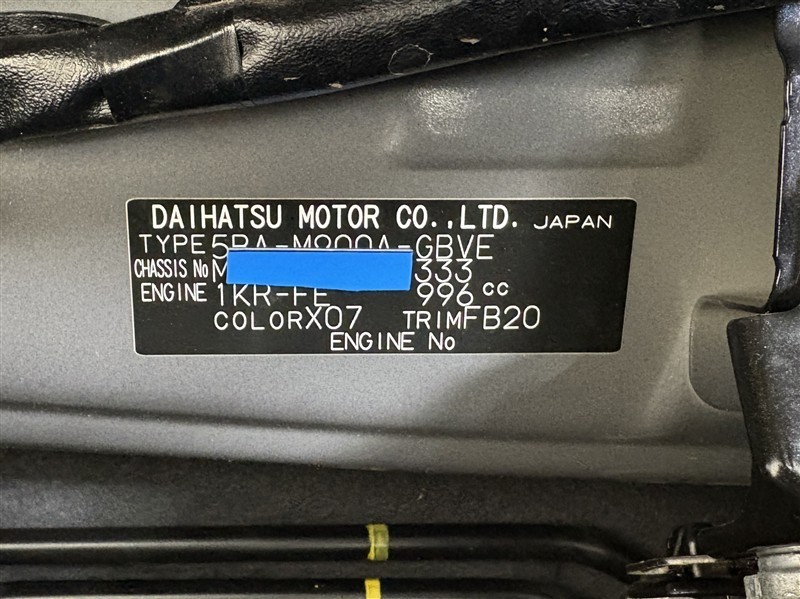 DAIHATSU MOTOR CO.,LTD. JAPAN
TYPE 5BA-M900A-GBVE
CHASSIS No M 333
ENGINE 1KR-FE 996 cc
COLOR X07 TRIM FB20
ENGINE No